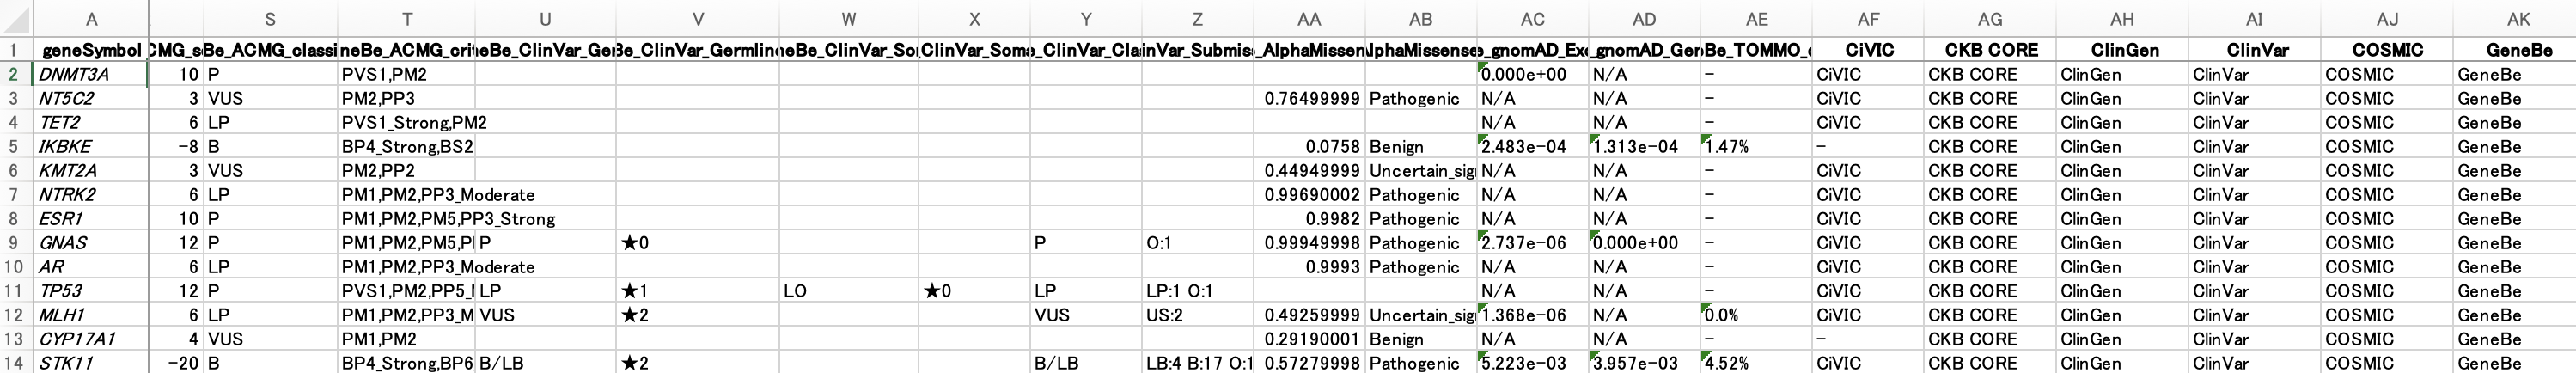 A S T U V W X Y Z AA AB AC AD AE AF AG AH AI AJ AK
1 geneSymbol CMG_s Be_ACMG_classi neBe_ACMG_crit eBe_ClinVar_Ger Be_ClinVar_Germline eBe_ClinVar_So ClinVar_Soma _ClinVar_Cla inVar_Submiss _AlphaMissen lphaMissense _gnomAD_Exo _gnomAD_Gen Be_TOMMO_ CiVIC CKB CORE ClinGen ClinVar COSMIC GeneBe
2 DNMT3A 10 P PVS1,PM2 0.000e+00 N/A - CiVIC CKB CORE ClinGen ClinVar COSMIC GeneBe
3 NT5C2 3 VUS PM2,PP3 0.76499999 Pathogenic N/A N/A - CiVIC CKB CORE ClinGen ClinVar COSMIC GeneBe
4 TET2 6 LP PVS1_Strong,PM2 N/A N/A - CiVIC CKB CORE ClinGen ClinVar COSMIC GeneBe
5 IKBKE -8 B BP4_Strong,BS2 0.0758 Benign 2.483e-04 1.313e-04 1.47% - CKB CORE ClinGen ClinVar COSMIC GeneBe
6 KMT2A 3 VUS PM2,PP2 0.44949999 Uncertain_sig N/A N/A - CiVIC CKB CORE ClinGen ClinVar COSMIC GeneBe
7 NTRK2 6 LP PM1,PM2,PP3_Moderate 0.99690002 Pathogenic N/A N/A - CiVIC CKB CORE ClinGen ClinVar COSMIC GeneBe
8 ESR1 10 P PM1,PM2,PM5,PP3_Strong 0.9982 Pathogenic N/A N/A - CiVIC CKB CORE ClinGen ClinVar COSMIC GeneBe
9 GNAS 12 P PM1,PM2,PM5,P P ★0 P O:1 0.99949998 Pathogenic 2.737e-06 0.000e+00 - CiVIC CKB CORE ClinGen ClinVar COSMIC GeneBe
10 AR 6 LP PM1,PM2,PP3_Moderate 0.9993 Pathogenic N/A N/A - CiVIC CKB CORE ClinGen ClinVar COSMIC GeneBe
11 TP53 12 P PVS1,PM2,PP5_ LP ★1 LO ★0 LP LP:1 O:1 N/A N/A - CiVIC CKB CORE ClinGen ClinVar COSMIC GeneBe
12 MLH1 6 LP PM1,PM2,PP3_M VUS ★2 VUS US:2 0.49259999 Uncertain_sig 1.368e-06 N/A 0.0% CiVIC CKB CORE ClinGen ClinVar COSMIC GeneBe
13 CYP17A1 4 VUS PM1,PM2 0.29190001 Benign N/A N/A - - CKB CORE ClinGen ClinVar COSMIC GeneBe
14 STK11 -20 B BP4_Strong,BP6 B/LB ★2 B/LB LB:4 B:17 O:1 0.57279998 Pathogenic 5.223e-03 3.957e-03 4.52% CiVIC CKB CORE ClinGen ClinVar COSMIC GeneBe